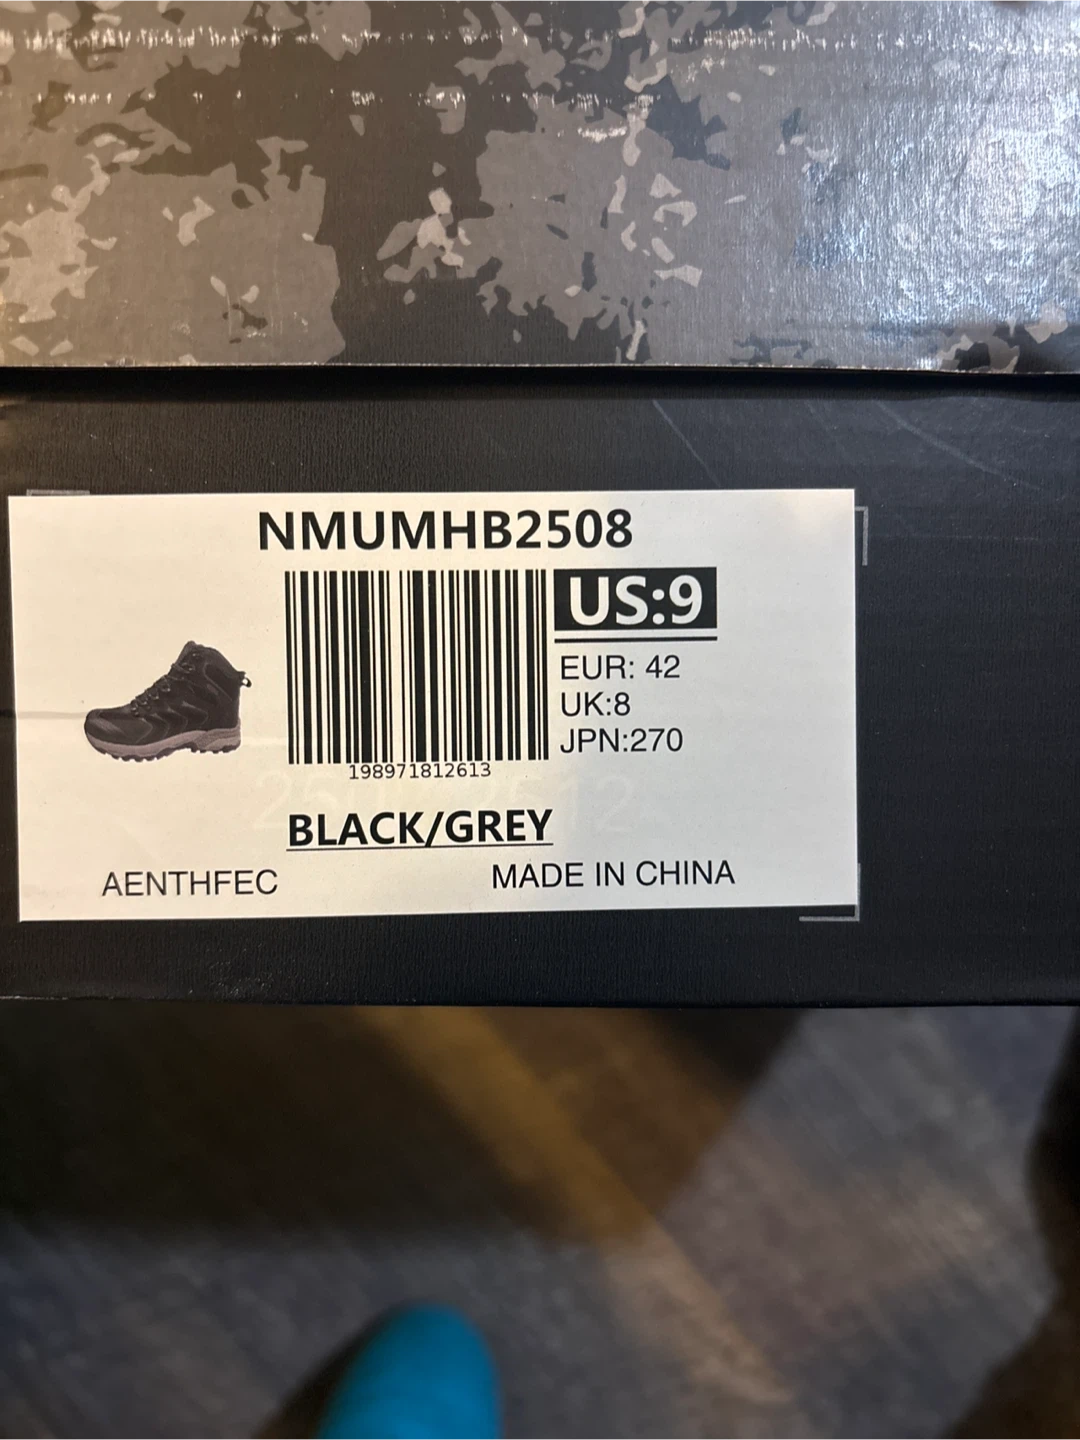 NMUMHB2508
US:9
EUR: 42
UK:8
JPN:270
198971812613
BLACK/GREY
AENTHFEC
MADE IN CHINA